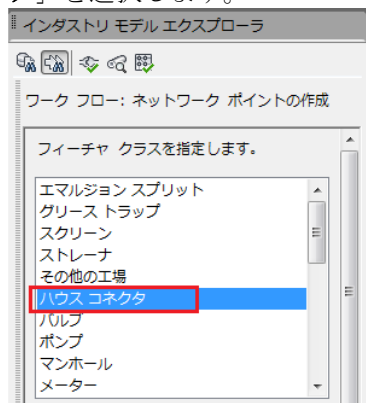 インダストリ モデル エクスプローラ
ワーク フロー: ネットワーク ポイントの作成
フィーチャ クラスを指定します。
エマルジョン スプリット
グリース トラップ
スクリーン
ストレーナ
その他の工場
ハウス コネクタ
バルブ
ポンプ
マンホール
メーター